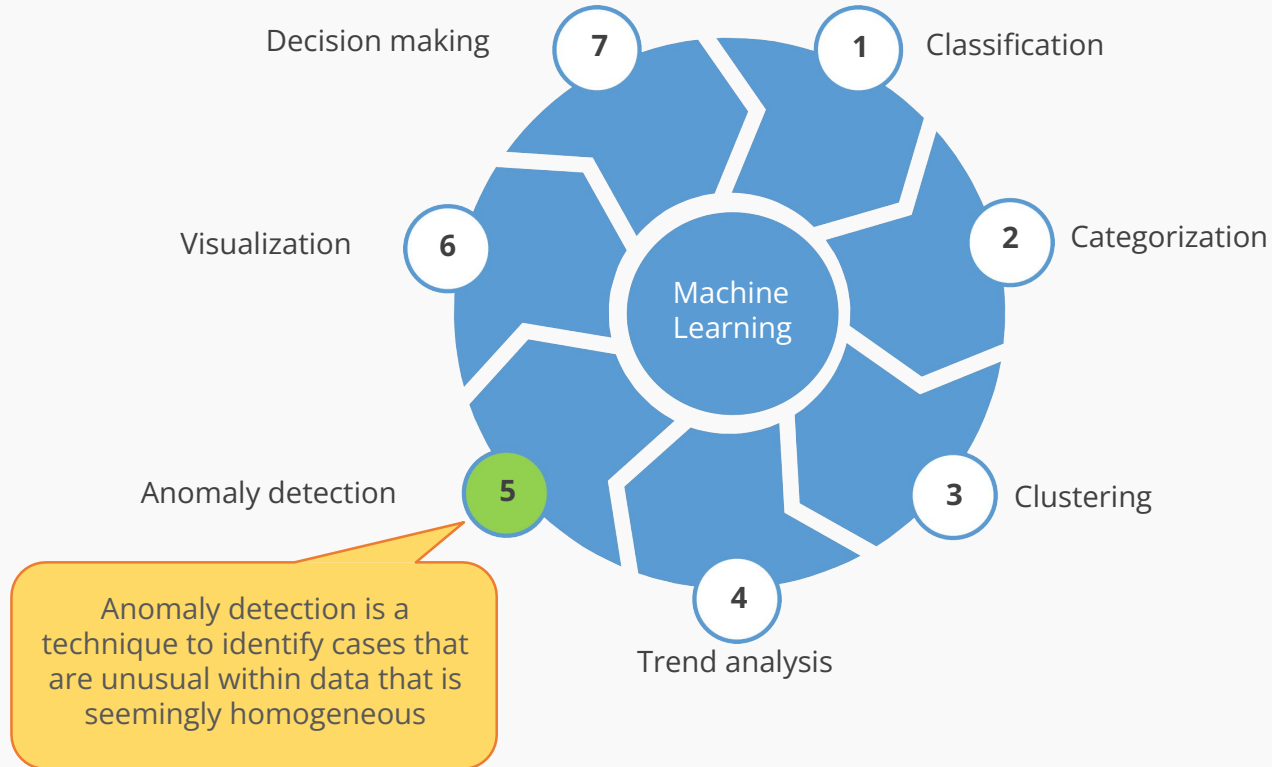 7
Decision making
1
Classification
6
Visualization
2
Categorization
Machine
Learning
5
Anomaly detection
3
Clustering
4
Trend analysis
Anomaly detection is a
technique to identify cases that
are unusual within data that is
seemingly homogeneous